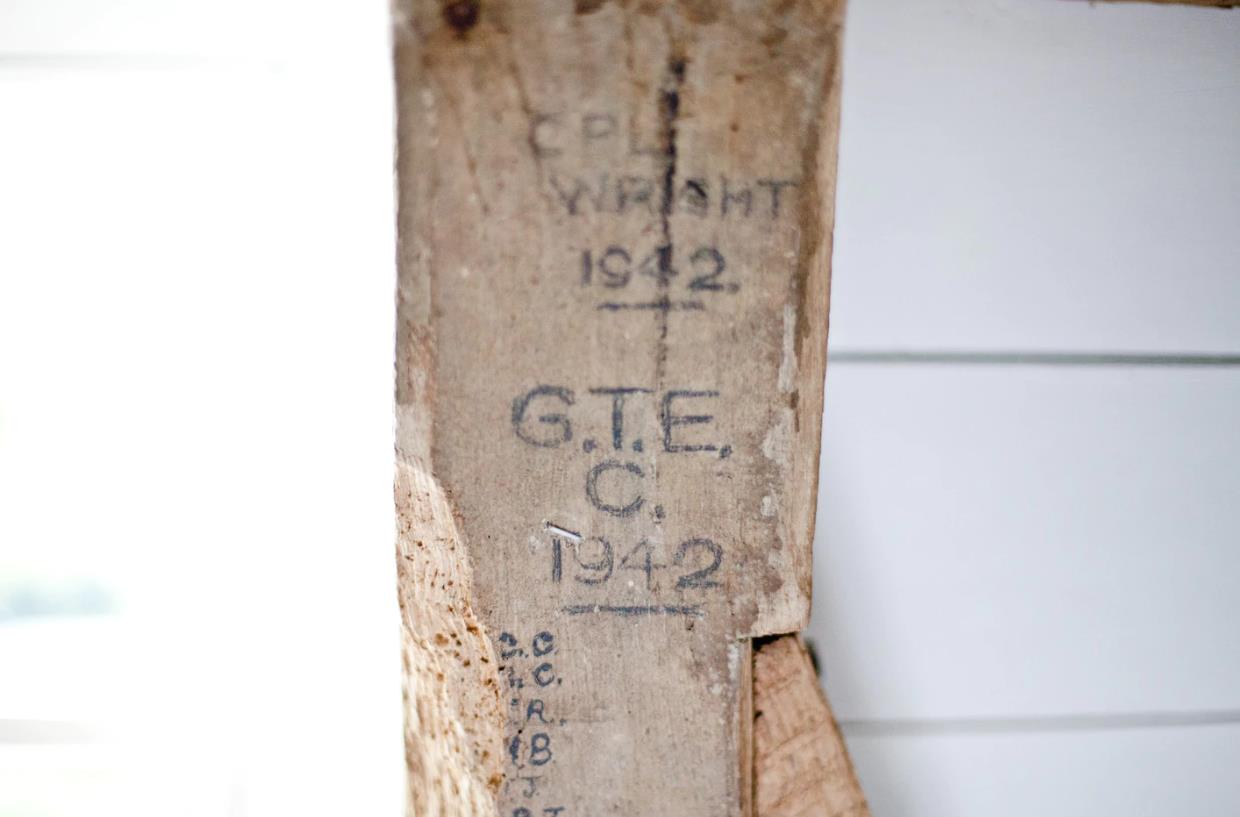 CPL
WRIGHT
1942.
G.T.E,
C.
1942
C.
R.
B
J.